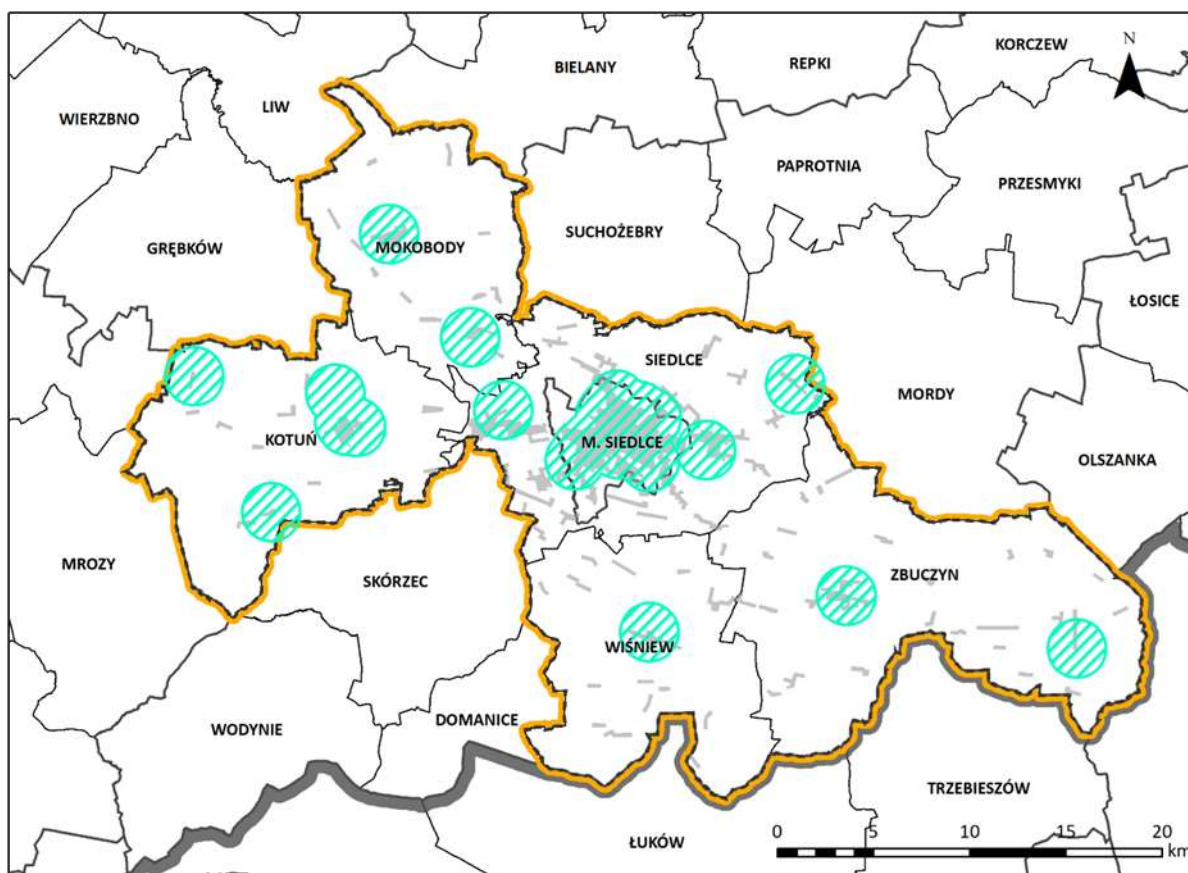 KORCZEW
N
BIELANY
REPKI
LIW
WIERZBNO
PAPROTNIA
PRZESMYKI
SUCHOŻEBRY
MOKOBODY
GRĘBKÓW
ŁOSICE
SIEDLCE
MORDY
KOTUŃ
M. SIEDLCE
OLSZANKA
MROZY
SKÓRZEC
ZBUCZYN
WIŚNIEW
DOMANICE
WODYNIE
TRZEBIESZÓW
ŁUKÓW
0 5 10 15 20
km